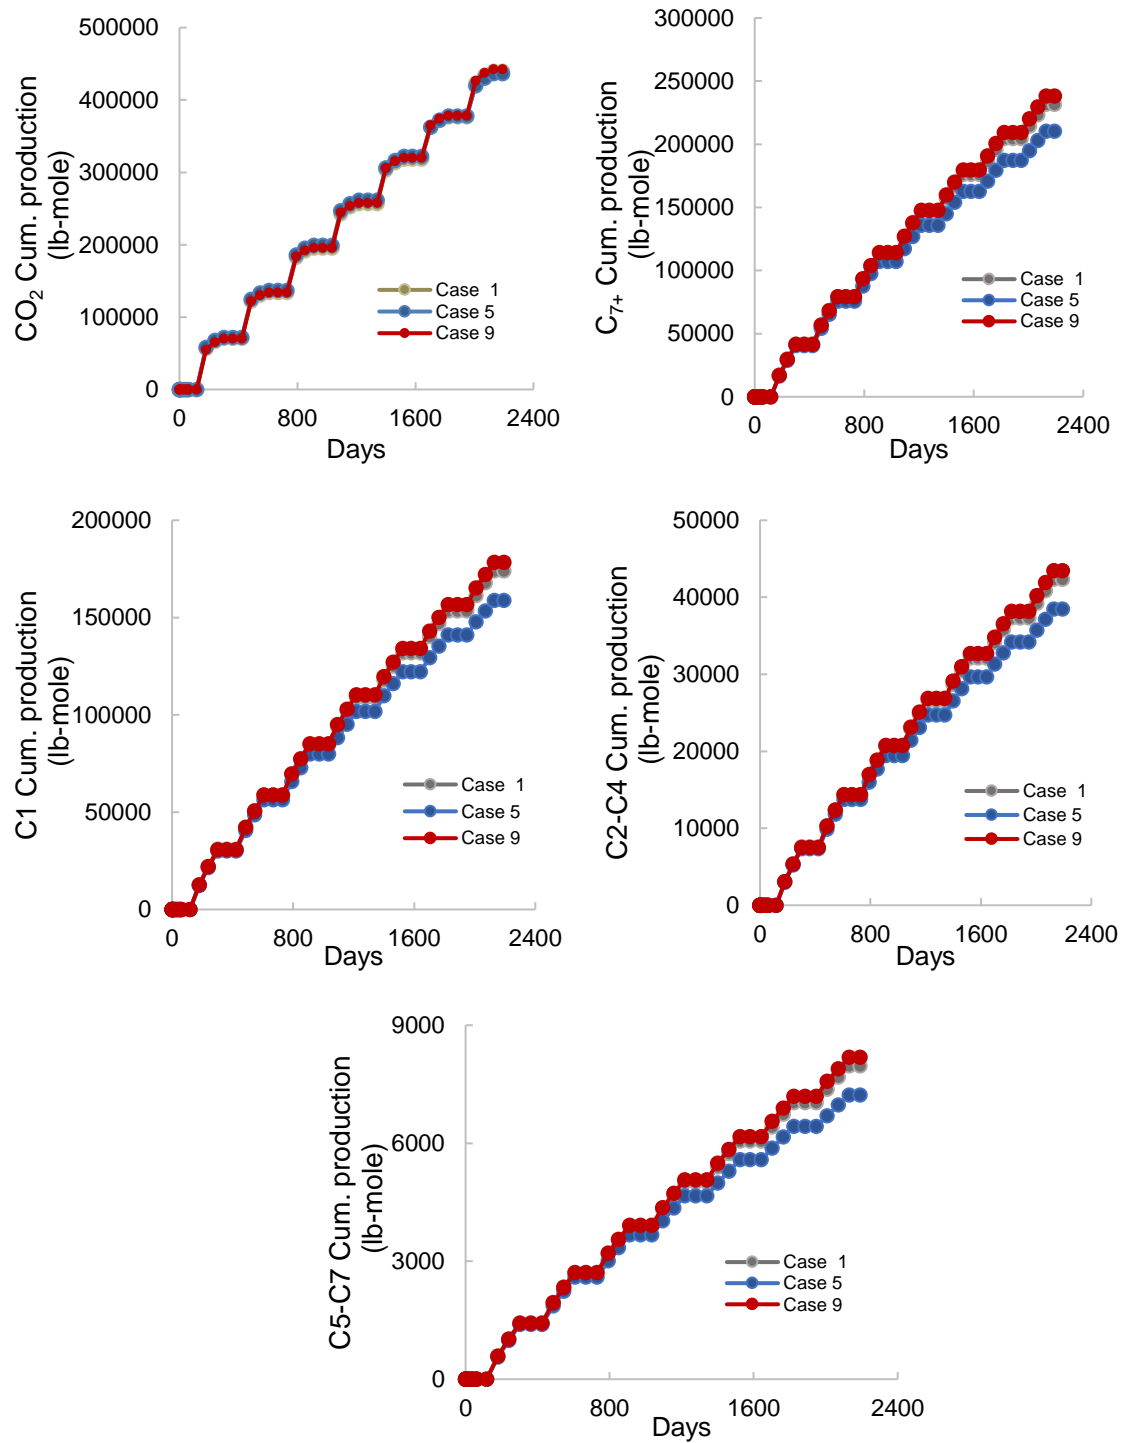 500000
400000
300000
200000
100000
0
0
800
1600
2400
CO2 Cum. production
(lb-mole)
Days
Case 1
Case 5
Case 9
300000
250000
200000
150000
100000
50000
0
0
800
1600
2400
C7+ Cum. production
(lb-mole)
Days
Case 1
Case 5
Case 9
200000
150000
100000
50000
0
0
800
1600
2400
C1 Cum. production
(lb-mole)
Days
Case 1
Case 5
Case 9
50000
40000
30000
20000
10000
0
0
800
1600
2400
C2-C4 Cum. production
(lb-mole)
Days
Case 1
Case 5
Case 9
9000
6000
3000
0
0
800
1600
2400
C5-C7 Cum. production
(lb-mole)
Days
Case 1
Case 5
Case 9